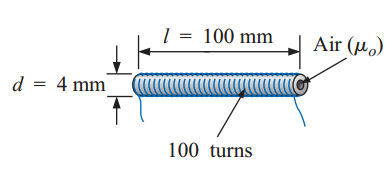 l = 100 mm
Air (μo)
d = 4 mm
100 turns